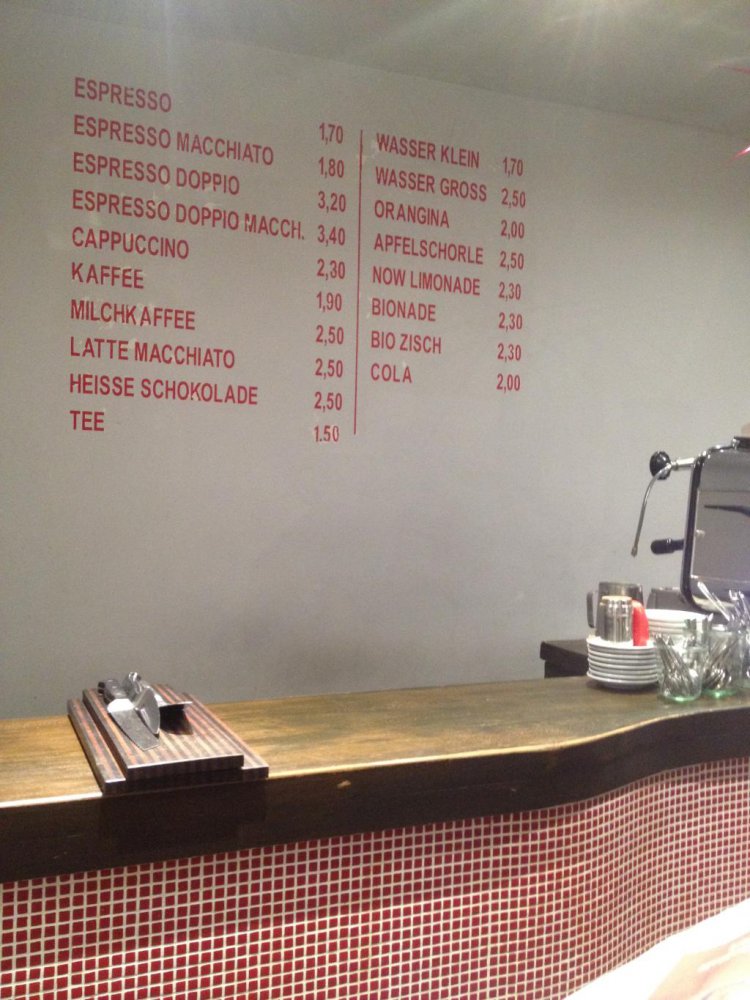 ESPRESSO 1,70
ESPRESSO MACCHIATO 1,80
ESPRESSO DOPPIO 3,20
ESPRESSO DOPPIO MACCH. 3,40
CAPPUCCINO 2,30
KAFFEE 1,90
MILCHKAFFEE 2,50
LATTE MACCHIATO 2,50
HEISSE SCHOKOLADE 2,50
TEE 1.50
WASSER KLEIN 1,70
WASSER GROSS 2,50
ORANGINA 2,00
APFELSCHORLE 2,50
NOW LIMONADE 2,30
BIONADE 2,30
BIO ZISCH 2,30
COLA 2,00